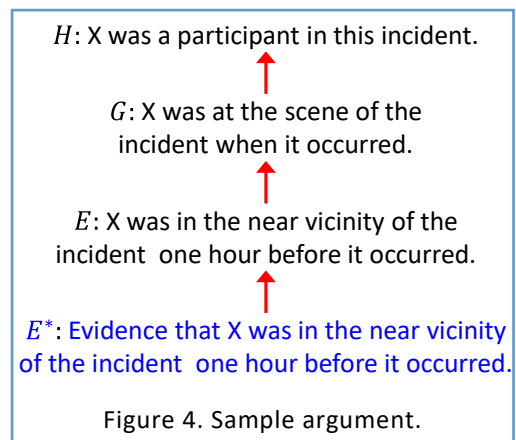 H: X was a participant in this incident.
G: X was at the scene of the
incident when it occurred.
E: X was in the near vicinity of the
incident one hour before it occurred.
E*: Evidence that X was in the near vicinity
of the incident one hour before it occurred.
Figure 4. Sample argument.